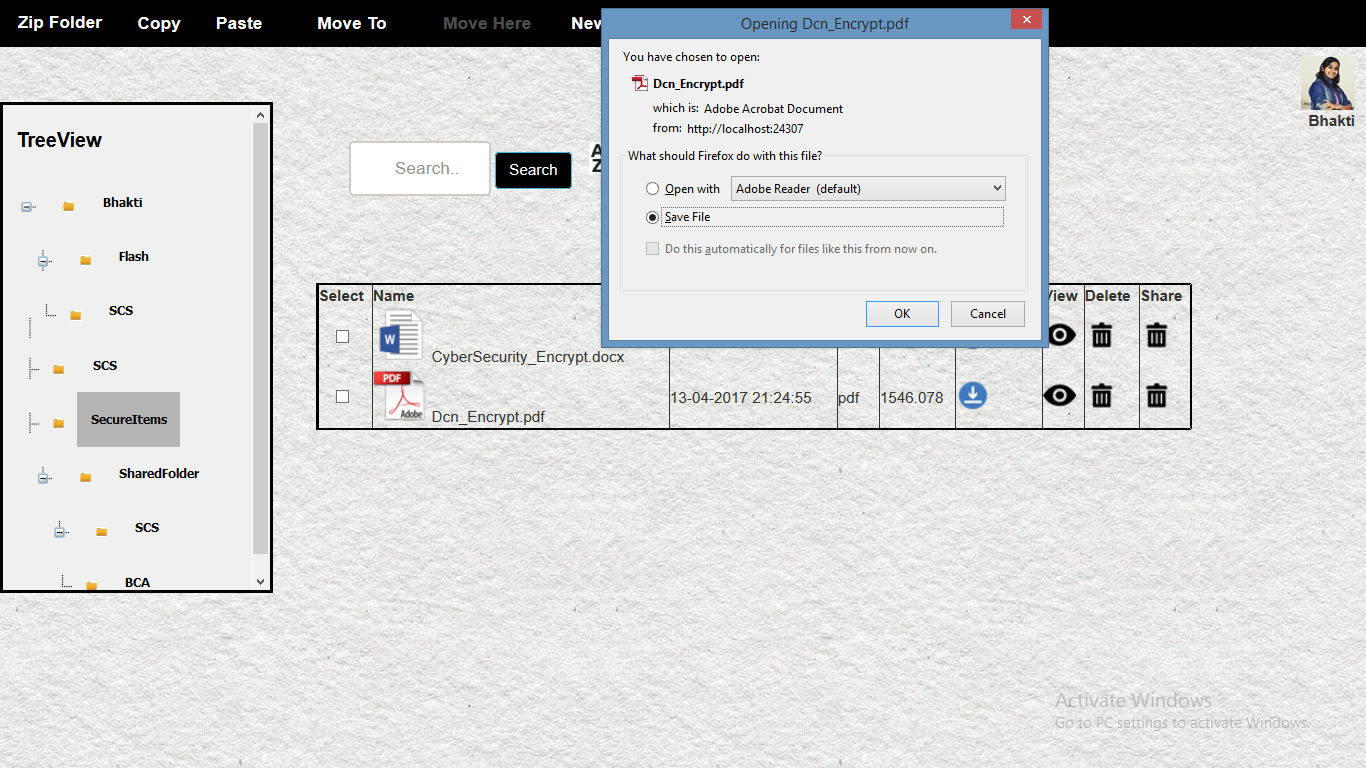 Zip Folder Copy Paste Move To Move Here New
Opening Dcn_Encrypt.pdf
You have chosen to open:
Dcn_Encrypt.pdf
which is: Adobe Acrobat Document
from: http://localhost:24307
What should Firefox do with this file?
Open with Adobe Reader (default)
Save File
Do this automatically for files like this from now on.
OK Cancel
Bhakti
TreeView
Bhakti
Flash
SCS
SCS
SecureItems
SharedFolder
SCS
BCA
Search.. Search
A
Z
Select Name View Delete Share
W
CyberSecurity_Encrypt.docx
PDF
Adobe
Dcn_Encrypt.pdf 13-04-2017 21:24:55 pdf 1546.078
Activate Windows
Go to PC settings to activate Windows.